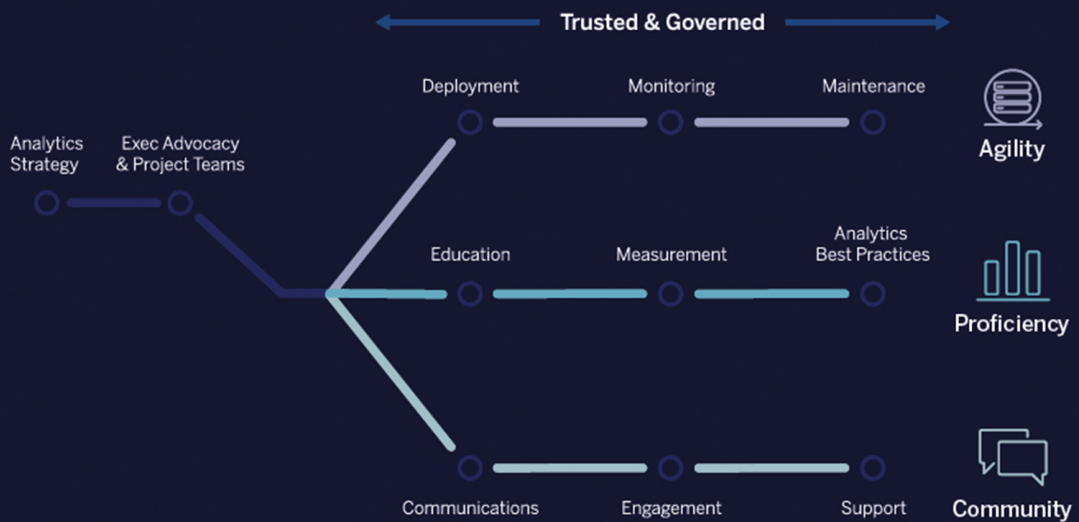 Trusted & Governed
Deployment
Monitoring
Maintenance
Agility
Analytics
Strategy
Exec Advocacy
& Project Teams
Education
Measurement
Analytics
Best Practices
Proficiency
Communications
Engagement
Support
Community